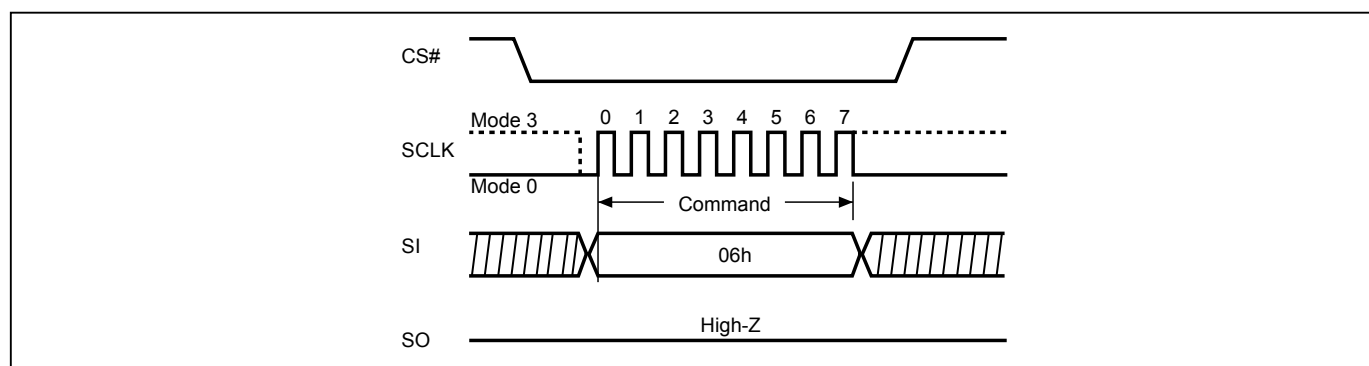 CS#
Mode 3
0 1 2 3 4 5 6 7
SCLK
Mode 0
Command
SI
06h
High-Z
SO